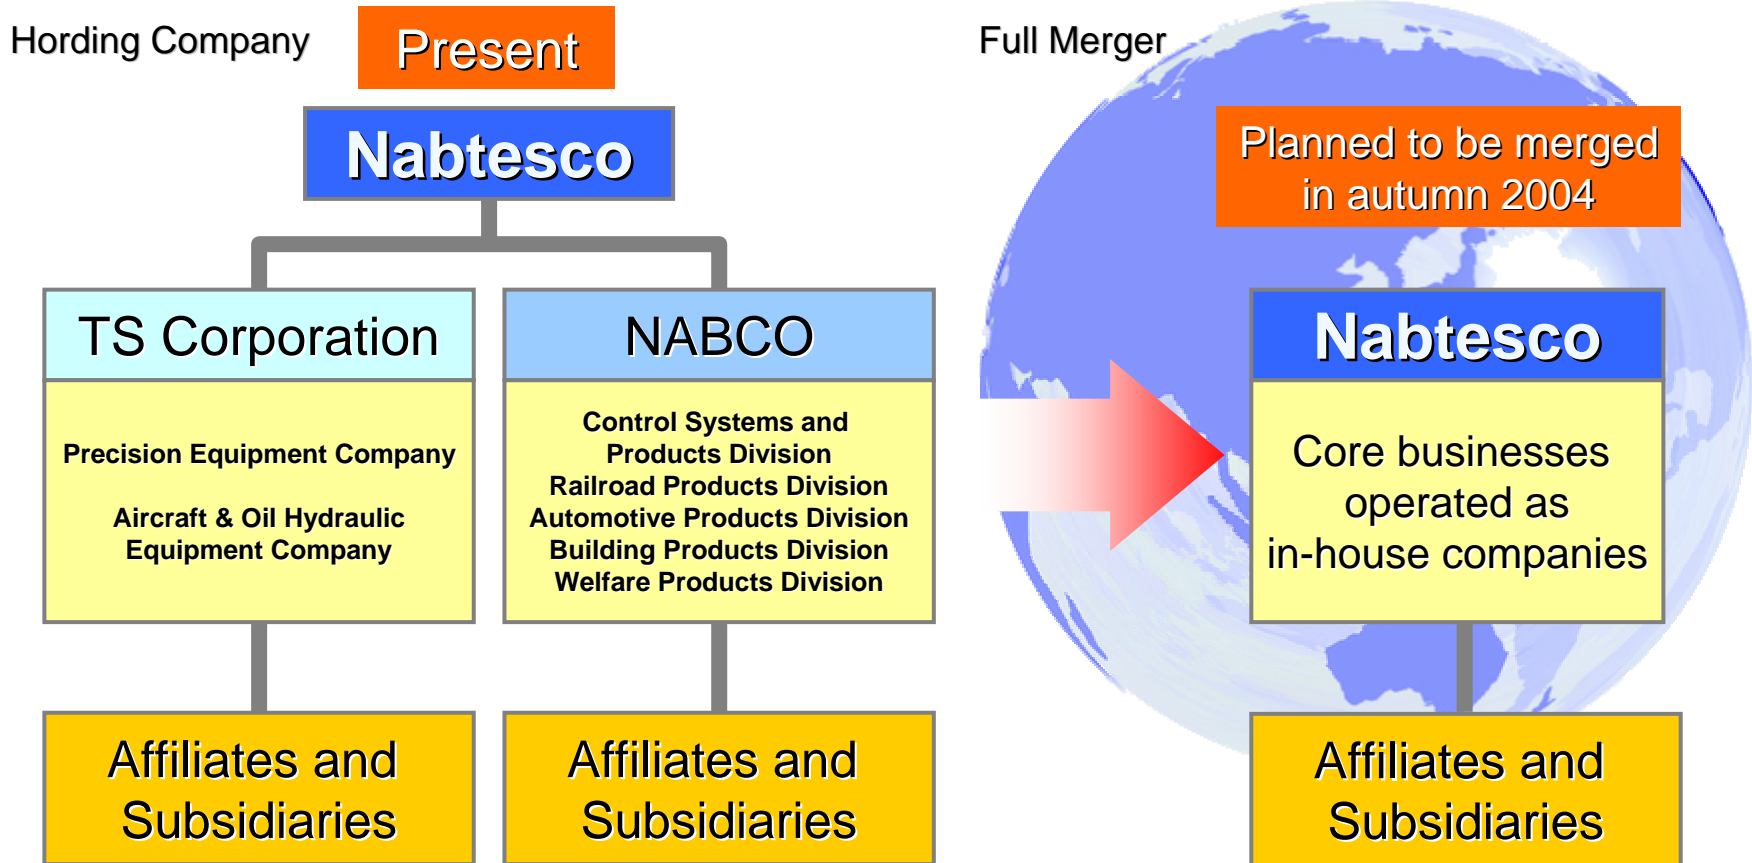 Hording Company
Present
Nabtesco
TS Corporation
Precision Equipment Company
Aircraft & Oil Hydraulic
Equipment Company
Affiliates and
Subsidiaries
NABCO
Control Systems and
Products Division
Railroad Products Division
Automotive Products Division
Building Products Division
Welfare Products Division
Affiliates and
Subsidiaries
Full Merger
Planned to be merged
in autumn 2004
Nabtesco
Core businesses
operated as
in-house companies
Affiliates and
Subsidiaries